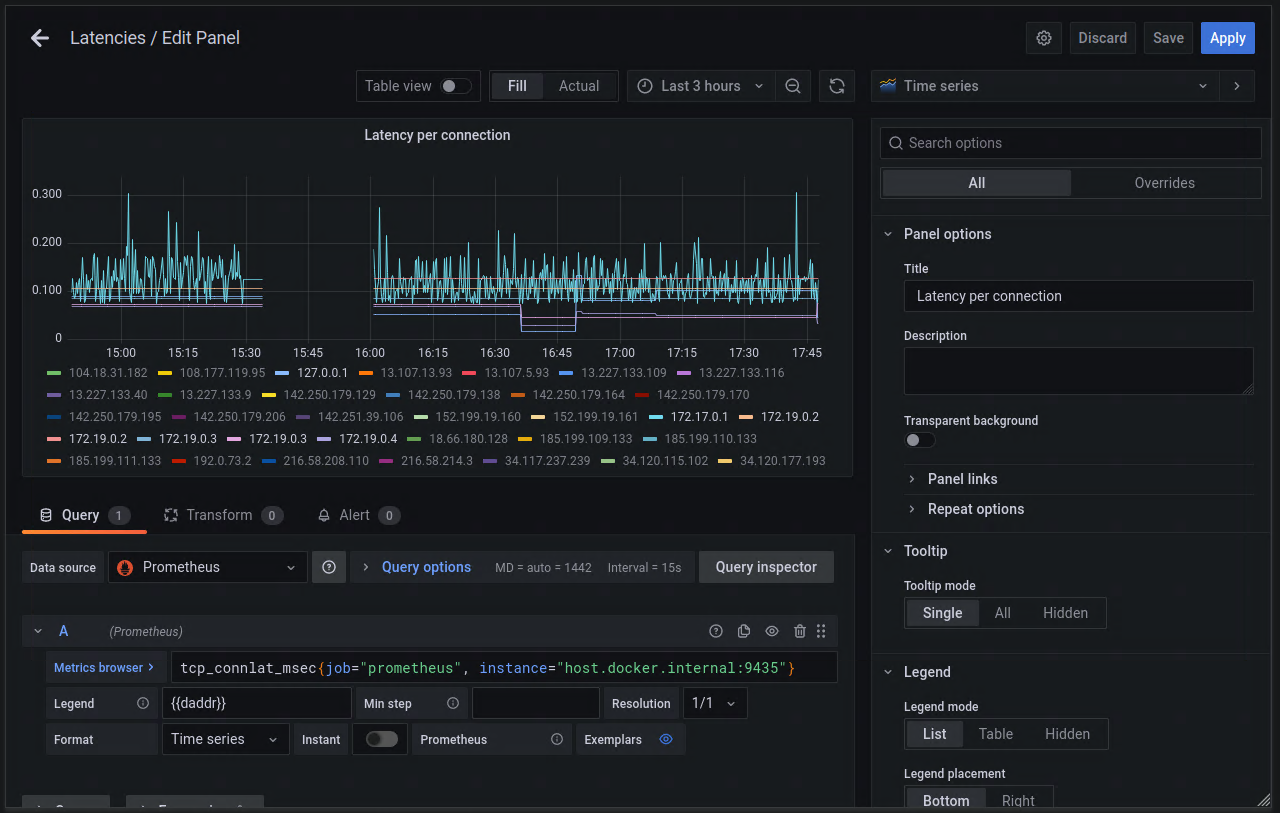 Latencies / Edit Panel
Discard Save Apply
Table view Fill Actual Last 3 hours Time series
Latency per connection
0.300
0.200
0.100
0
15:00 15:15 15:30 15:45 16:00 16:15 16:30 16:45 17:00 17:15 17:30 17:45
104.18.31.182 108.177.119.95 127.0.0.1 13.107.13.93 13.107.5.93 13.227.133.109 13.227.133.116
13.227.133.40 13.227.133.9 142.250.179.129 142.250.179.138 142.250.179.164 142.250.179.170
142.250.179.195 142.250.179.206 142.251.39.106 152.199.19.160 152.199.19.161 172.17.0.1 172.19.0.2
172.19.0.2 172.19.0.3 172.19.0.3 172.19.0.4 18.66.180.128 185.199.109.133 185.199.110.133
185.199.111.133 192.0.73.2 216.58.208.110 216.58.214.3 34.117.237.239 34.120.115.102 34.120.177.193
Query 1 Transform 0 Alert 0
Data source Prometheus Query options MD = auto = 1442 Interval = 15s Query inspector
A (Prometheus)
Metrics browser tcp_connlat_msec{job="prometheus", instance="host.docker.internal:9435"}
Legend {{daddr}} Min step Resolution 1/1
Format Time series Instant Prometheus Exemplars
Search options
All Overrides
Panel options
Title
Latency per connection
Description
Transparent background
Panel links
Repeat options
Tooltip
Tooltip mode
Single All Hidden
Legend
Legend mode
List Table Hidden
Legend placement
Bottom Right